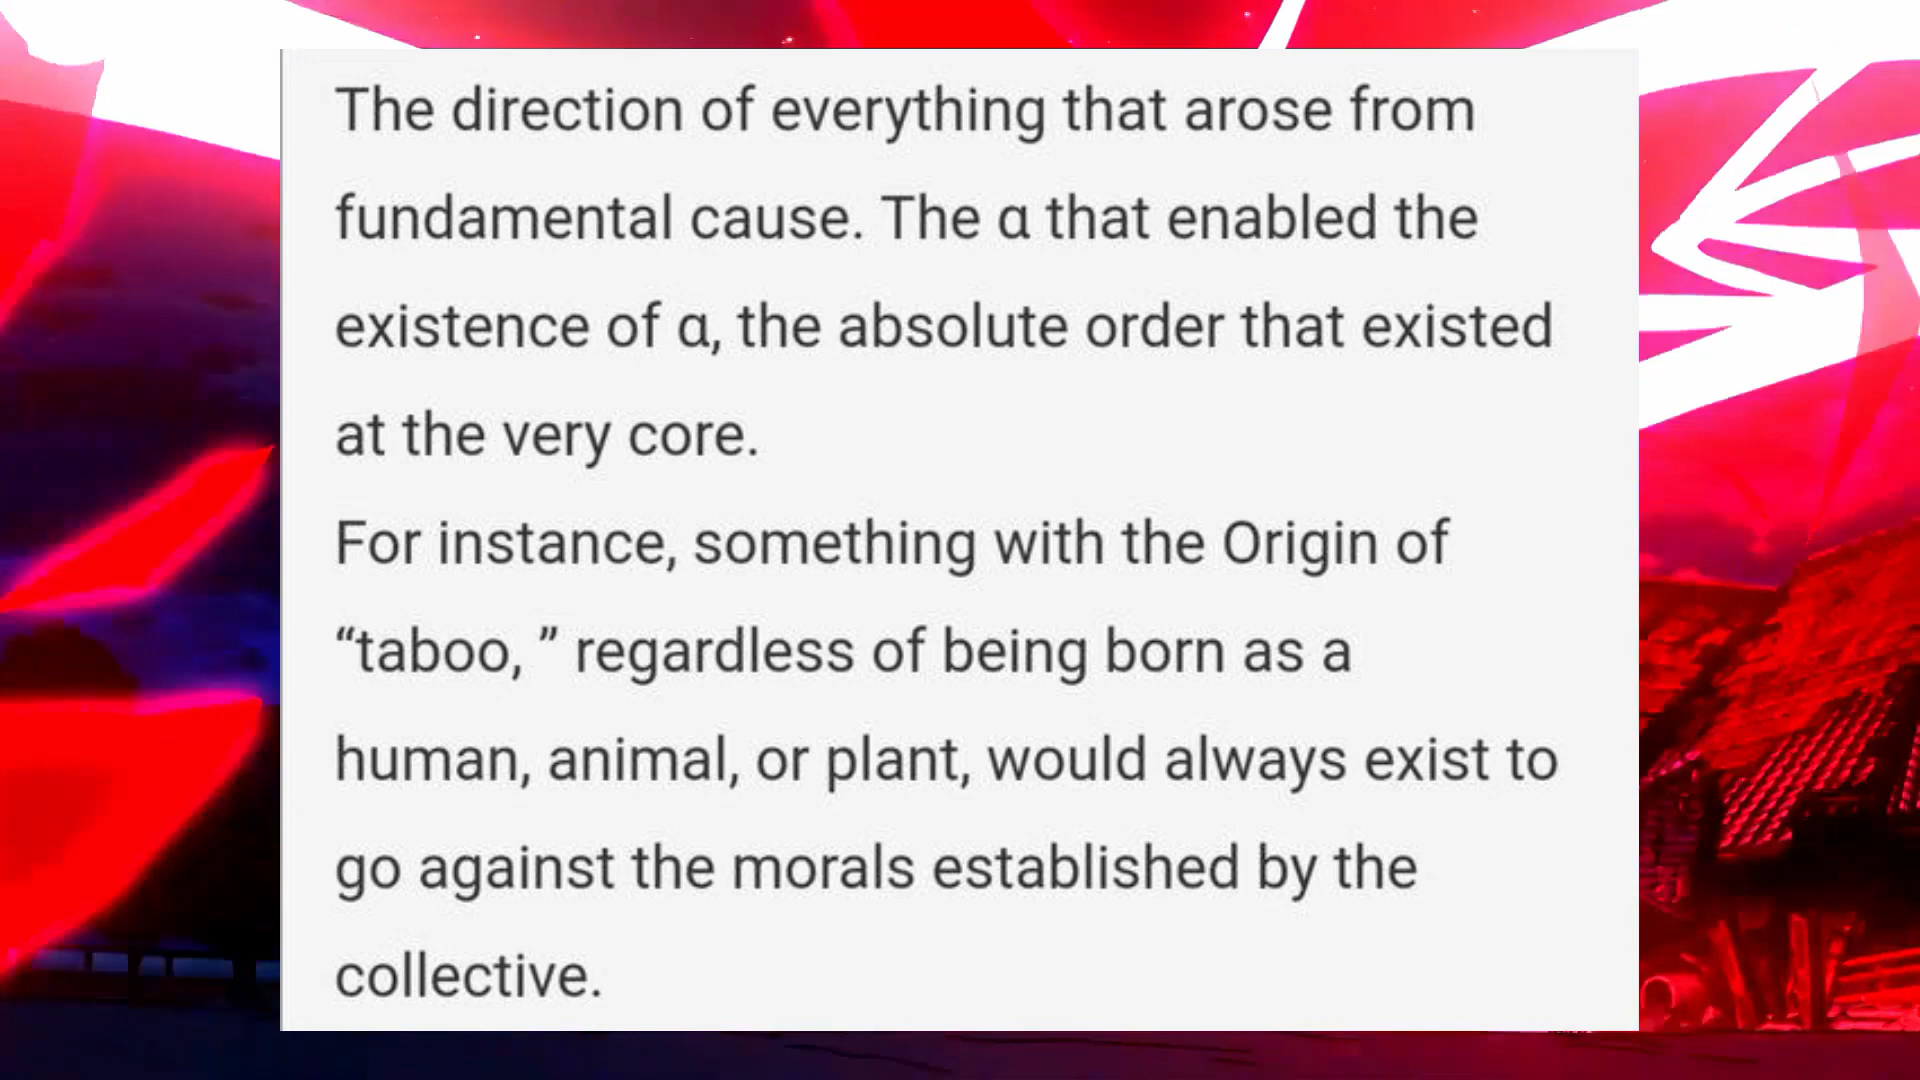 The direction of everything that arose from
fundamental cause. The α that enabled the
existence of α, the absolute order that existed
at the very core.
For instance, something with the Origin of
“taboo, ” regardless of being born as a
human, animal, or plant, would always exist to
go against the morals established by the
collective.